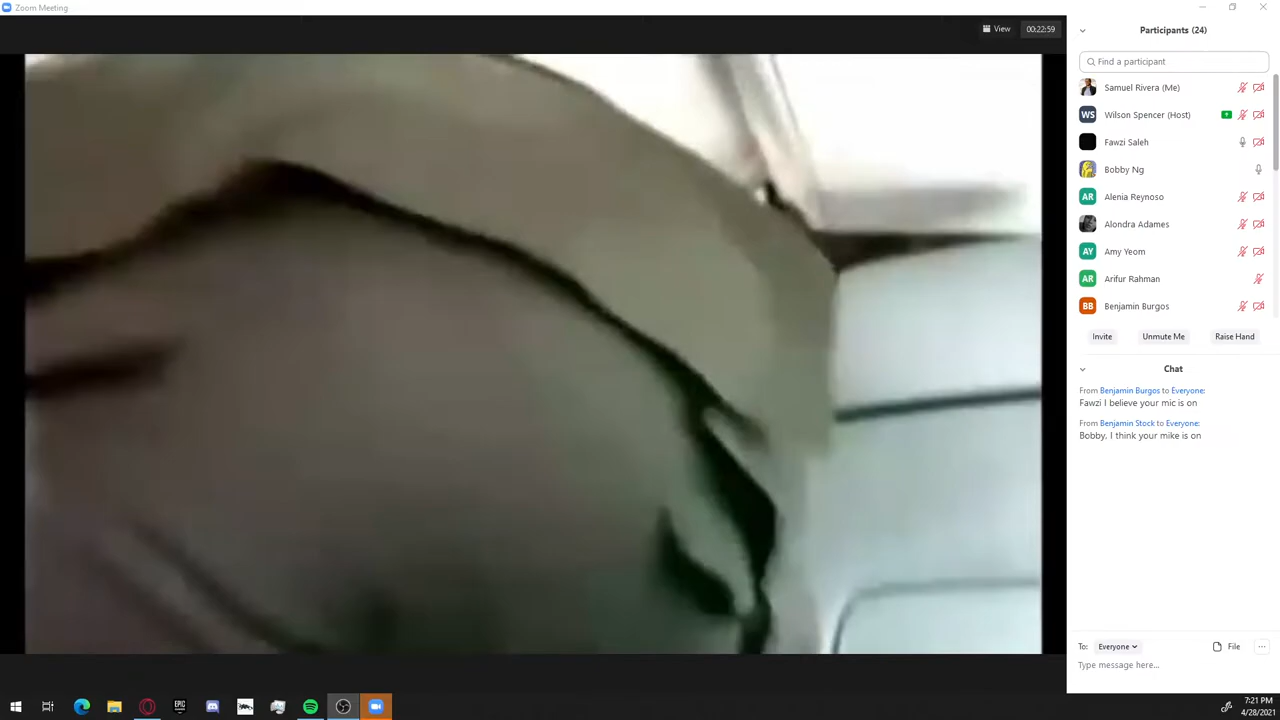 Zoom Meeting
View
00:22:59
Participants (24)
Find a participant
Samuel Rivera (Me)
WS Wilson Spencer (Host)
Fawzi Saleh
Bobby Ng
AR Alenia Reynoso
Alondra Adames
AY Amy Yeom
AR Arifur Rahman
BB Benjamin Burgos
Invite Unmute Me Raise Hand
Chat
From Benjamin Burgos to Everyone:
Fawzi I believe your mic is on
From Benjamin Stock to Everyone:
Bobby, I think your mike is on
To: Everyone File
Type message here...
EPIC
7:21 PM
4/28/2021